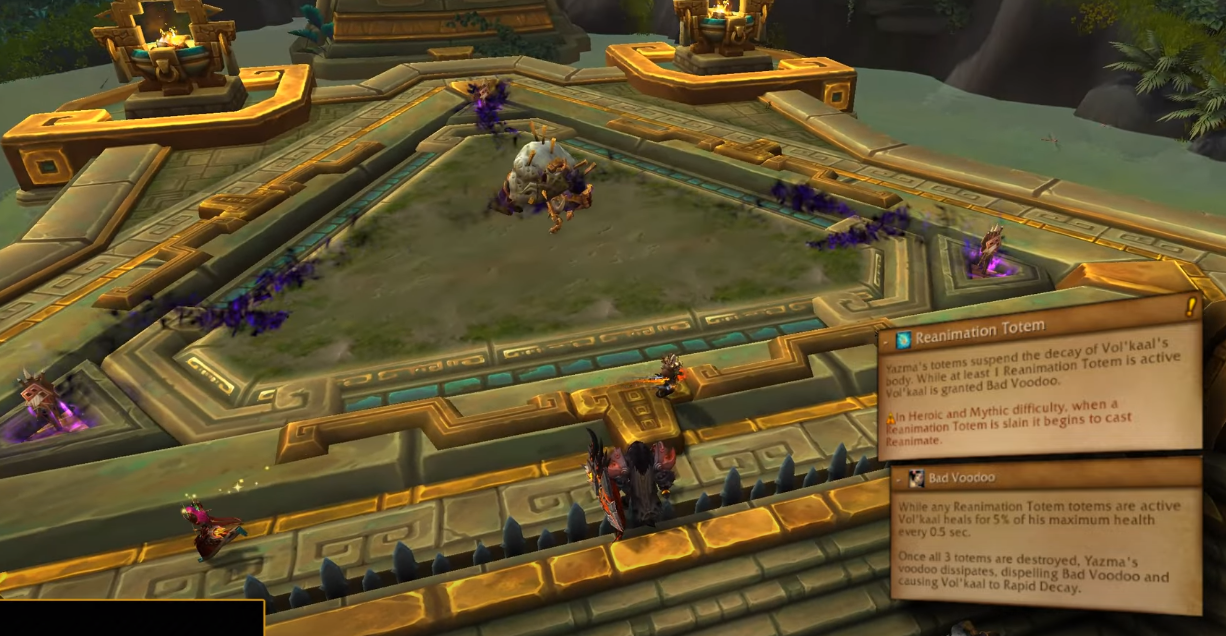 Reanimation Totem
Yazma's totems suspend the decay of Vol'kaal's
body. While at least 1 Reanimation Totem is active
Vol'kaal is granted Bad Voodoo.
In Heroic and Mythic difficulty, when a
Reanimation Totem is slain it begins to cast
Reanimate.
Bad Voodoo
While any Reanimation Totem totems are active
Vol'kaal heals for 5% of his maximum health
every 0.5 sec.
Once all 3 totems are destroyed, Yazma's
voodoo dissipates, dispelling Bad Voodoo and
causing Vol'kaal to Rapid Decay.